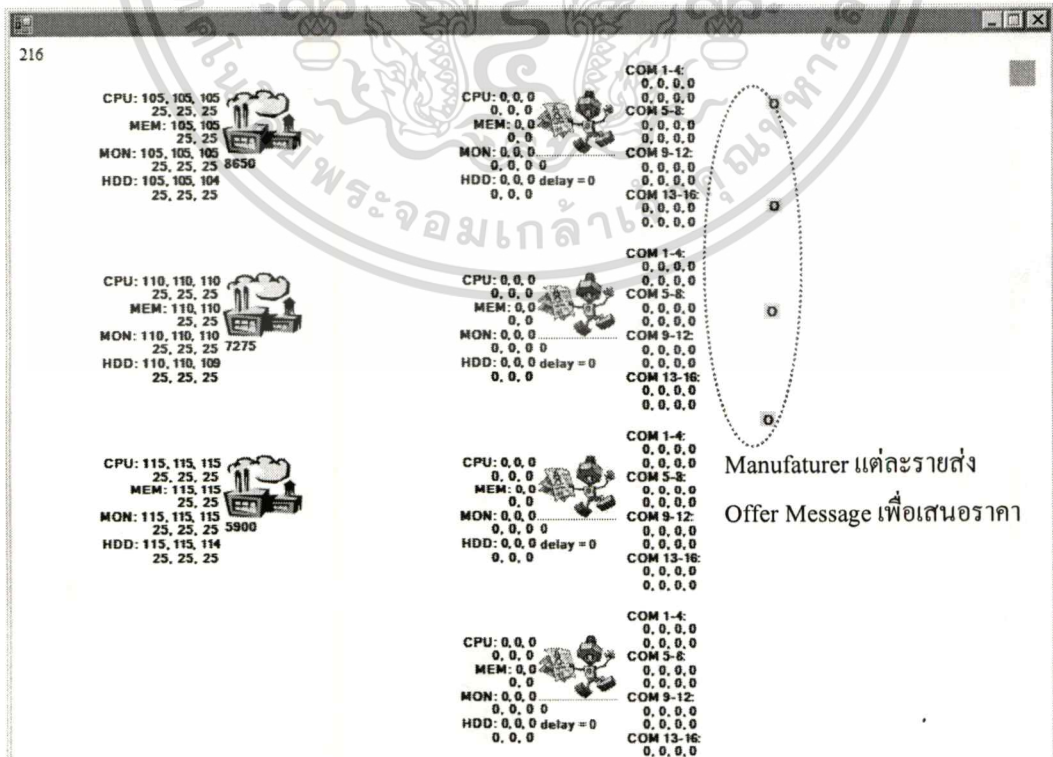 216
CPU: 105, 105, 105
25, 25, 25
MEM: 105, 105
25, 25
MON: 105, 105, 105
25, 25, 25
8650
HDD: 105, 105, 104
25, 25, 25
CPU: 0, 0, 0
0, 0, 0
MEM: 0, 0
0, 0
MON: 0, 0, 0
0, 0, 0 0
HDD: 0, 0, 0 delay = 0
0, 0, 0
COM 1-4:
0, 0, 0, 0
0, 0, 0, 0
COM 5-8:
0, 0, 0, 0
0, 0, 0, 0
COM 9-12:
0, 0, 0, 0
0, 0, 0, 0
COM 13-16:
0, 0, 0, 0
0, 0, 0, 0
O
O
O
O
CPU: 110, 110, 110
25, 25, 25
MEM: 110, 110
25, 25
MON: 110, 110, 110
25, 25, 25
7275
HDD: 110, 110, 109
25, 25, 25
CPU: 0, 0, 0
0, 0, 0
MEM: 0, 0
0, 0
MON: 0, 0, 0
0, 0, 0 0
HDD: 0, 0, 0 delay = 0
0, 0, 0
COM 1-4:
0, 0, 0, 0
0, 0, 0, 0
COM 5-8:
0, 0, 0, 0
0, 0, 0, 0
COM 9-12:
0, 0, 0, 0
0, 0, 0, 0
COM 13-16:
0, 0, 0, 0
0, 0, 0, 0
CPU: 115, 115, 115
25, 25, 25
MEM: 115, 115
25, 25
MON: 115, 115, 115
25, 25, 25
5900
HDD: 115, 115, 114
25, 25, 25
CPU: 0, 0, 0
0, 0, 0
MEM: 0, 0
0, 0
MON: 0, 0, 0
0, 0, 0 0
HDD: 0, 0, 0 delay = 0
0, 0, 0
COM 1-4:
0, 0, 0, 0
0, 0, 0, 0
COM 5-8:
0, 0, 0, 0
0, 0, 0, 0
COM 9-12:
0, 0, 0, 0
0, 0, 0, 0
COM 13-16:
0, 0, 0, 0
0, 0, 0, 0
Manufaturer แต่ละรายส่ง
Offer Message เพื่อเสนอราคา
CPU: 0, 0, 0
0, 0, 0
MEM: 0, 0
0, 0
MON: 0, 0, 0
0, 0, 0 0
HDD: 0, 0, 0 delay = 0
0, 0, 0
COM 1-4:
0, 0, 0, 0
0, 0, 0, 0
COM 5-8:
0, 0, 0, 0
0, 0, 0, 0
COM 9-12:
0, 0, 0, 0
0, 0, 0, 0
COM 13-16:
0, 0, 0, 0